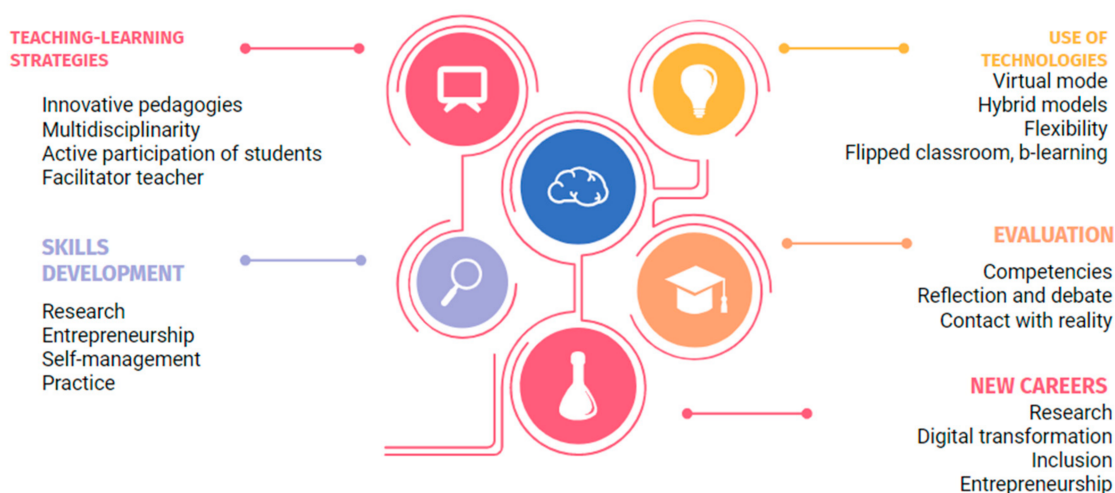 TEACHING-LEARNING
STRATEGIES
Innovative pedagogies
Multidisciplinarity
Active participation of students
Facilitator teacher
SKILLS
DEVELOPMENT
Research
Entrepreneurship
Self-management
Practice
USE OF
TECHNOLOGIES
Virtual mode
Hybrid models
Flexibility
Flipped classroom, b-learning
EVALUATION
Competencies
Reflection and debate
Contact with reality
NEW CAREERS
Research
Digital transformation
Inclusion
Entrepreneurship